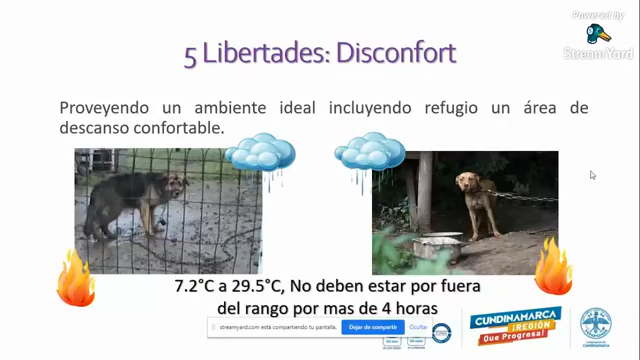 Powered by
StreamYard
5 Libertades: Disconfort
Proveyendo un ambiente ideal incluyendo refugio un área de
descanso confortable.
7.2°C a 29.5°C, No deben estar por fuera
del rango por mas de 4 horas
streamyard.com está compartiendo tu pantalla.
Dejar de compartir
Ocultar
CUNDINAMARCA
¡REGIÓN
Que Progresa!